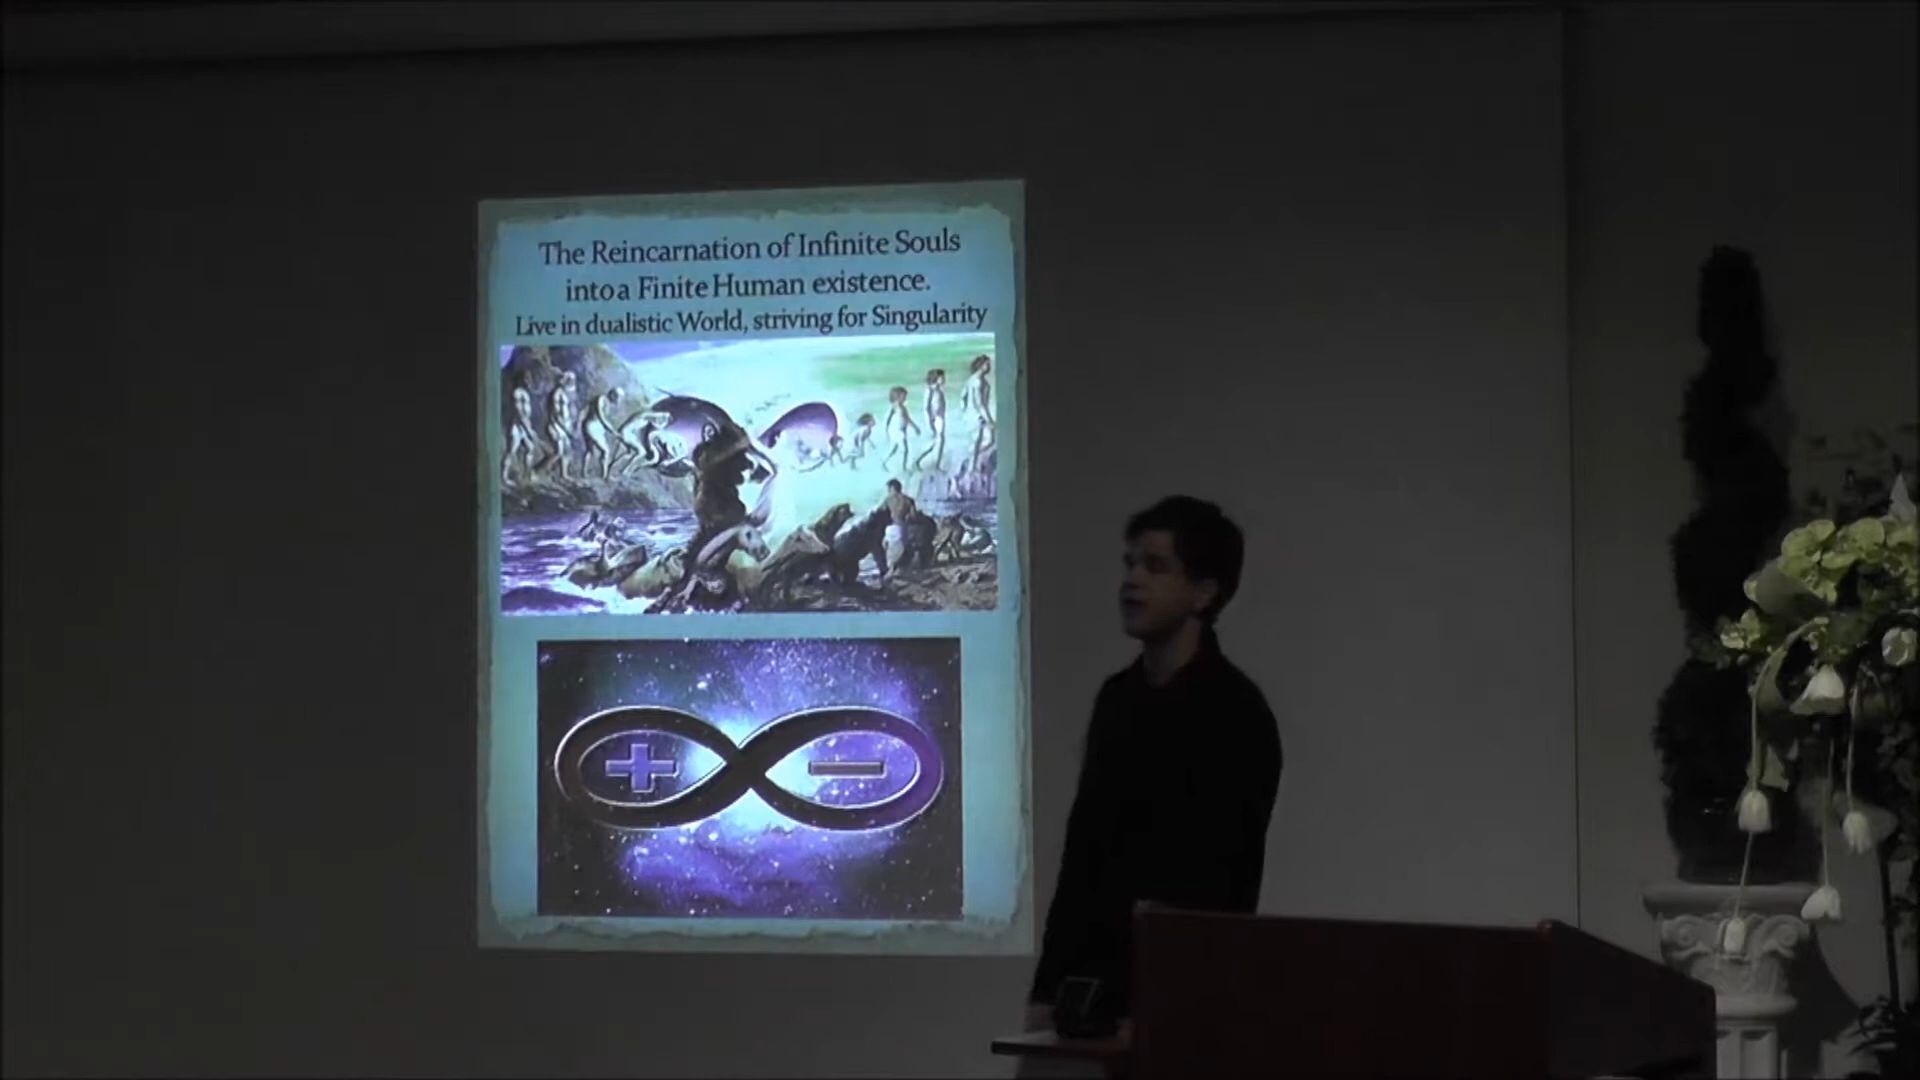 The Reincarnation of Infinite Souls
into a Finite Human existence.
Live in dualistic World, striving for Singularity